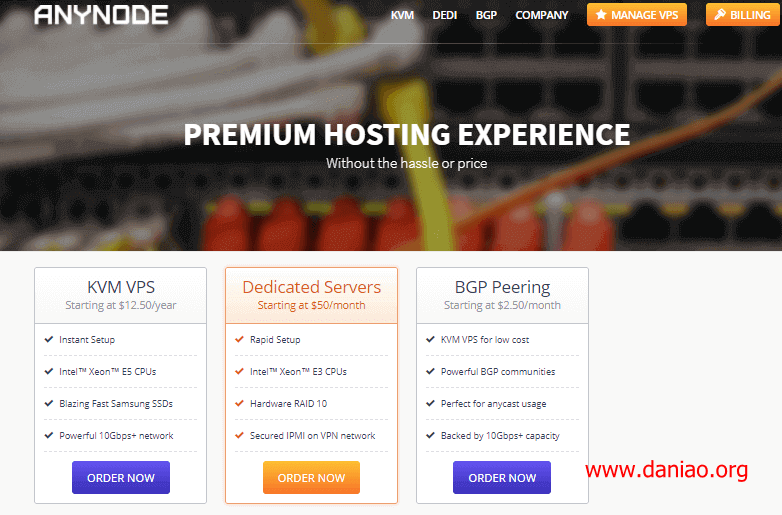 ANYNODE
KVM DEDI BGP COMPANY MANAGE VPS BILLING
PREMIUM HOSTING EXPERIENCE
Without the hassle or price
KVM VPS
Starting at $12.50/year
Instant Setup
Intel™ Xeon™ E5 CPUs
Blazing Fast Samsung SSDs
Powerful 10Gbps+ network
ORDER NOW
Dedicated Servers
Starting at $50/month
Rapid Setup
Intel™ Xeon™ E3 CPUs
Hardware RAID 10
Secured IPMI on VPN network
ORDER NOW
BGP Peering
Starting at $2.50/month
KVM VPS for low cost
Powerful BGP communities
Perfect for anycast usage
Backed by 10Gbps+ capacity
ORDER NOW
www.daniao.org